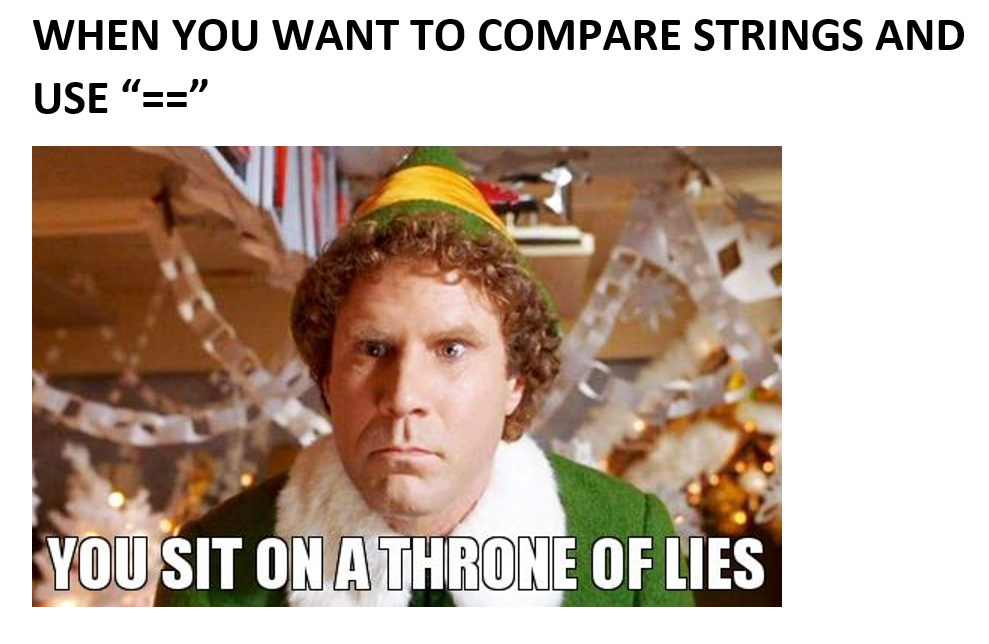 WHEN YOU WANT TO COMPARE STRINGS AND
USE “==”
YOU SIT ON A THRONE OF LIES